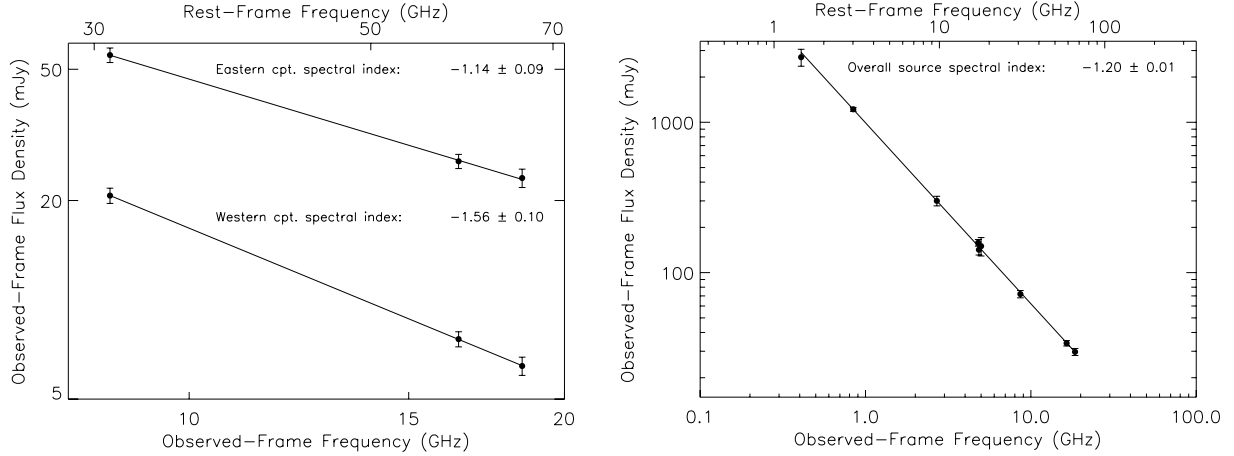 Rest-Frame Frequency (GHz)
30 50 70
Eastern cpt. spectral index: -1.14 ± 0.09
Western cpt. spectral index: -1.56 ± 0.10
Observed-Frame Flux Density (mJy)
50
20
5
10 15 20
Observed-Frame Frequency (GHz)
Rest-Frame Frequency (GHz)
1 10 100
Overall source spectral index: -1.20 ± 0.01
Observed-Frame Flux Density (mJy)
1000
100
0.1 1.0 10.0 100.0
Observed-Frame Frequency (GHz)